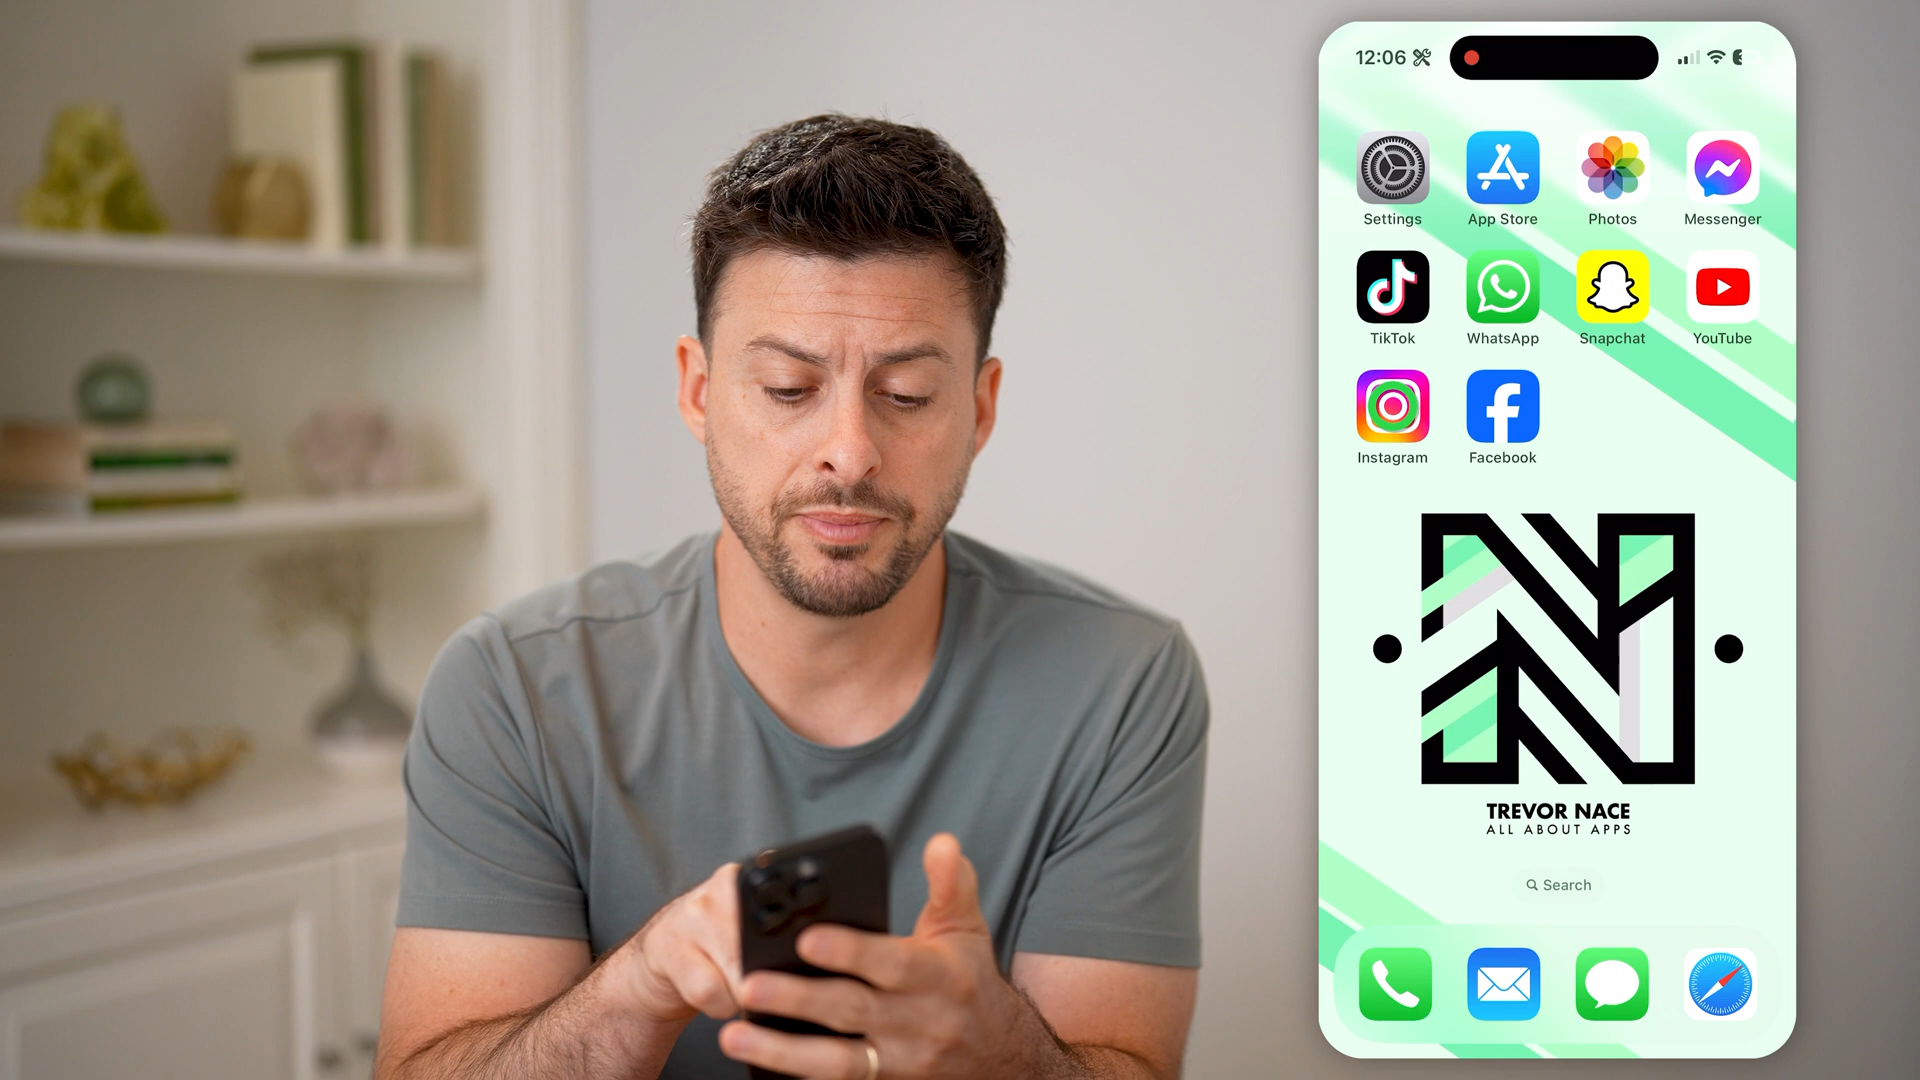 12:06
Settings
App Store
Photos
Messenger
TikTok
WhatsApp
Snapchat
YouTube
Instagram
Facebook
TREVOR NACE
ALL ABOUT APPS
Search